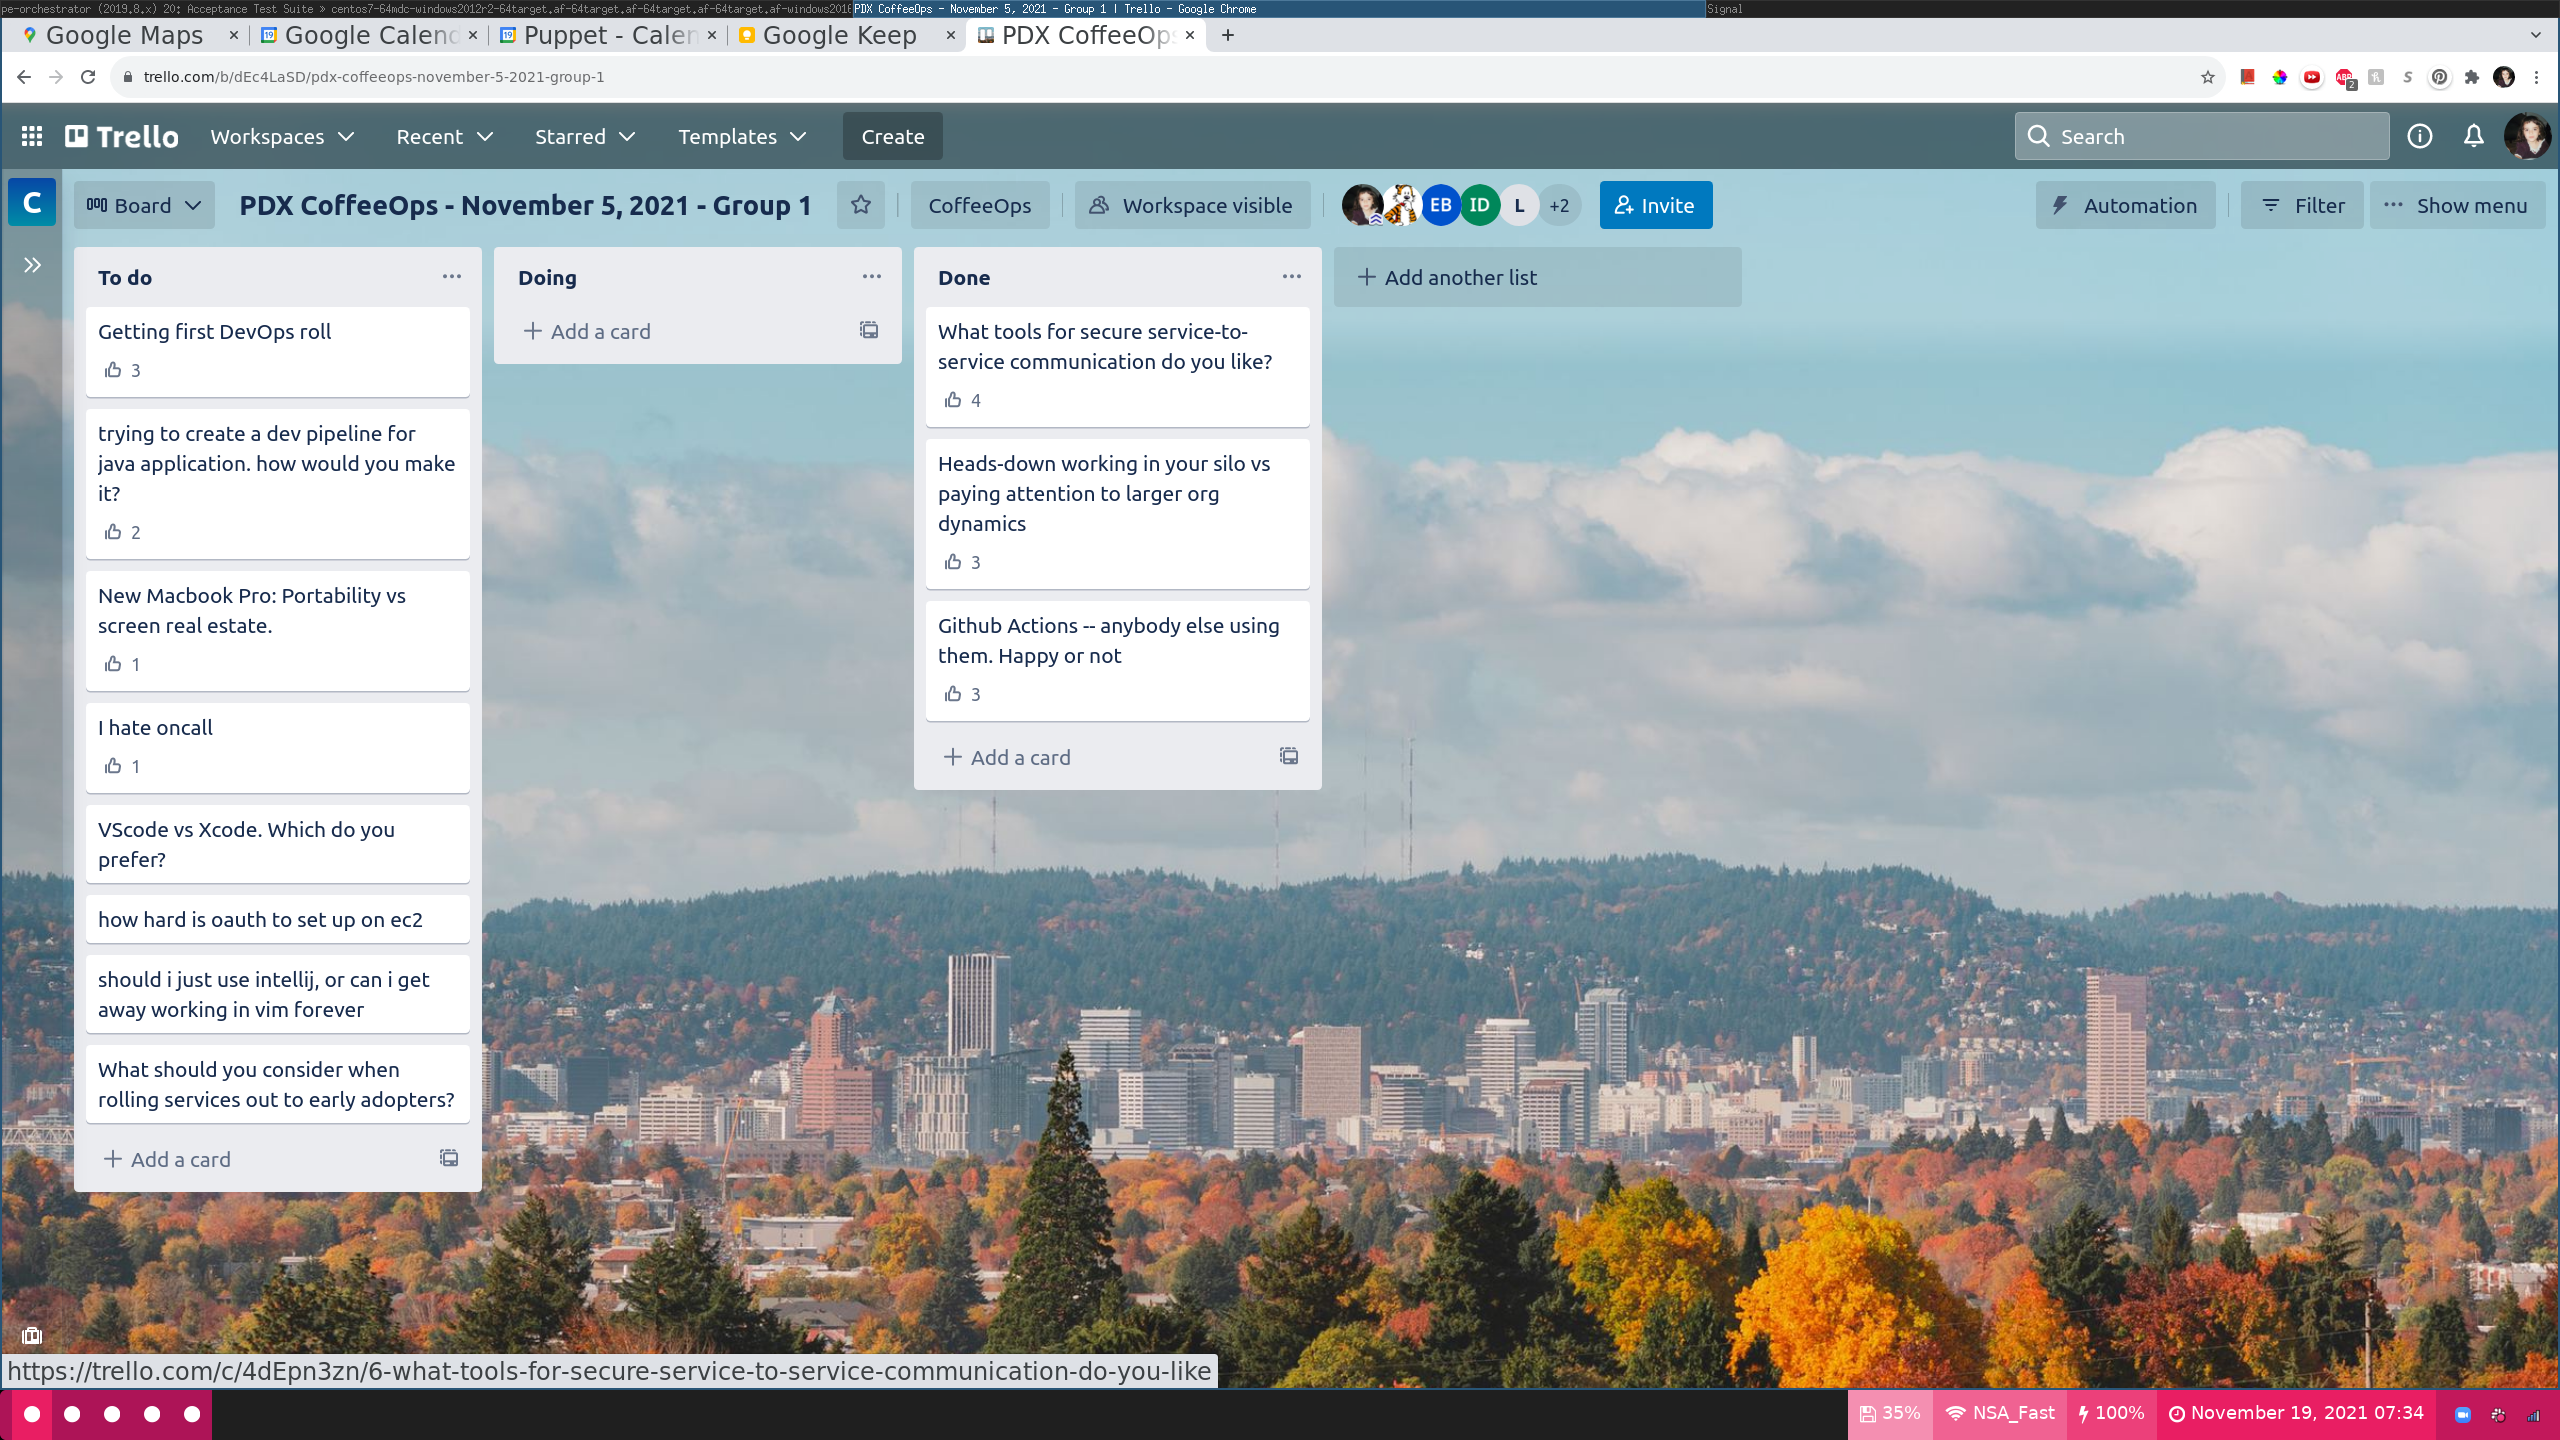 pe-orchestrator (2019.8.x) 20: Acceptance Test Suite » centos7-64mdc-windows2012r2-64target.af-64target.af-64target.af-windows201
PDX CoffeeOps - November 5, 2021 - Group 1 | Trello - Google Chrome
Signal
Google Maps
Google Calend
Puppet - Calen
Google Keep
PDX CoffeeOps
trello.com/b/dEc4LaSD/pdx-coffeeops-november-5-2021-group-1
ABP
2
Trello
Workspaces
Recent
Starred
Templates
Create
Search
C
Board
PDX CoffeeOps - November 5, 2021 - Group 1
CoffeeOps
Workspace visible
EB
ID
L
+2
Invite
Automation
Filter
Show menu
To do
Getting first DevOps roll
3
trying to create a dev pipeline for
java application. how would you make
it?
2
New Macbook Pro: Portability vs
screen real estate.
1
I hate oncall
1
VScode vs Xcode. Which do you
prefer?
how hard is oauth to set up on ec2
should i just use intellij, or can i get
away working in vim forever
What should you consider when
rolling services out to early adopters?
+ Add a card
Doing
+ Add a card
Done
What tools for secure service-to-
service communication do you like?
4
Heads-down working in your silo vs
paying attention to larger org
dynamics
3
Github Actions -- anybody else using
them. Happy or not
3
+ Add a card
+ Add another list
https://trello.com/c/4dEpn3zn/6-what-tools-for-secure-service-to-service-communication-do-you-like
35%
NSA_Fast
100%
November 19, 2021 07:34